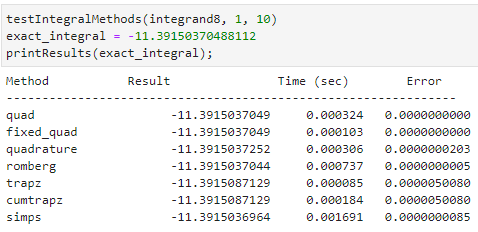 testIntegralMethods(integrand8, 1, 10)
exact_integral = -11.39150370488112
printResults(exact_integral);
Method Result Time (sec) Error
----------------------------------------------------------------
quad -11.3915037049 0.000324 0.0000000000
fixed_quad -11.3915037049 0.000103 0.0000000000
quadrature -11.3915037252 0.000306 0.0000000203
romberg -11.3915037044 0.000737 0.0000000005
trapz -11.3915087129 0.000085 0.0000050080
cumtrapz -11.3915087129 0.000184 0.0000050080
simps -11.3915036964 0.001691 0.0000000085